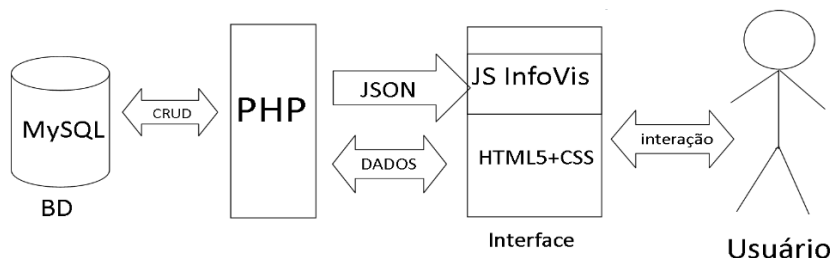 MySQL
BD
CRUD
PHP
JSON
DADOS
JS InfoVis
HTML5+CSS
Interface
interação
Usuário